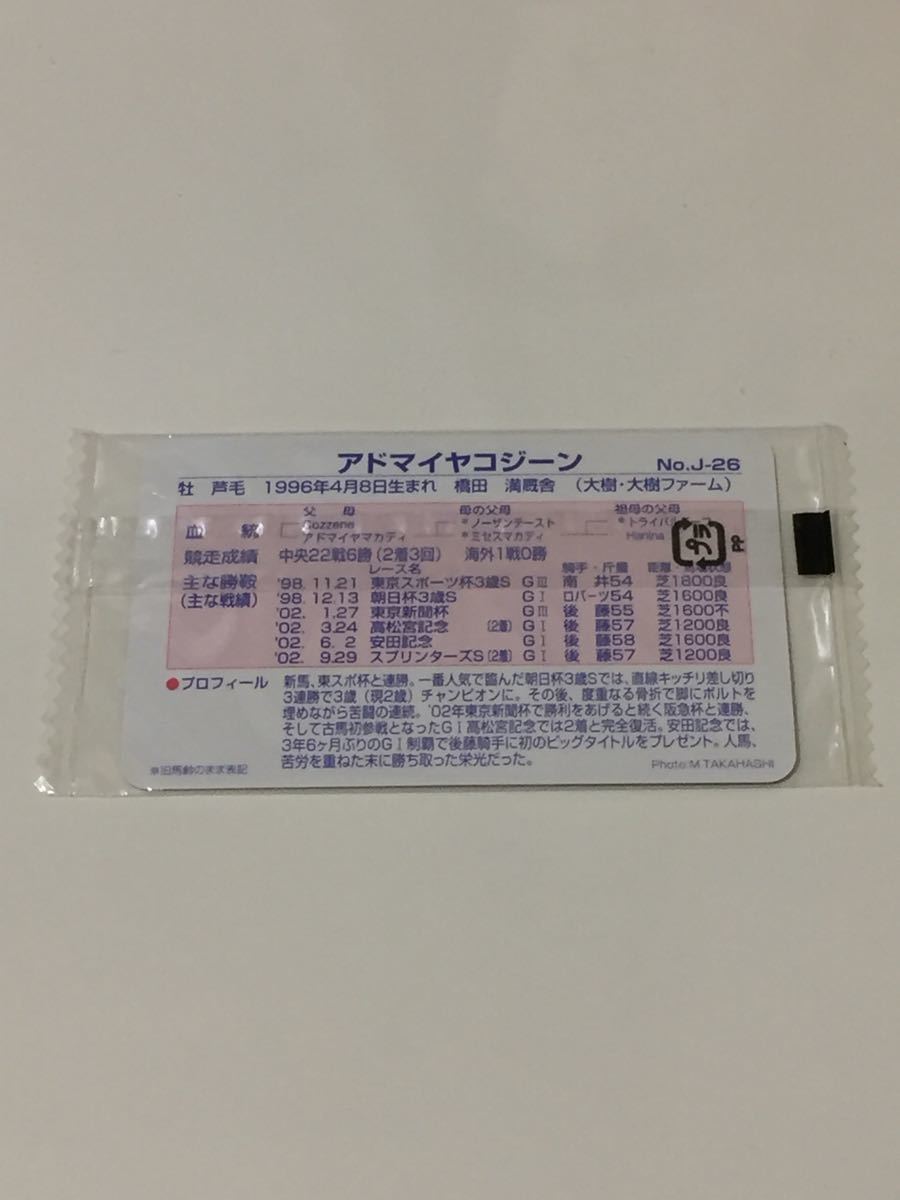 アドマイヤコジーン No.J-26
牡 芦毛 1996年4月8日生まれ 橋田 満厩舎 (大樹・大樹ファーム)
父 母 母の父母 祖母の父母
血 統 Cozzene *ノーザンテースト
アドマイヤマカディ *ミセスマカディ Hanina
競走成績 中央22戦6勝(2着3回) 海外1戦0勝
レース名 騎手・斤量 距離
主な勝鞍 '98.11.21 東京スポーツ杯3歳S GⅢ 南 井54 芝1800良
(主な戦績) '98.12.13 朝日杯3歳S GⅠ ロバーツ54 芝1600良
'02. 1.27 東京新聞杯 GⅢ 後 藤55 芝1600不
'02. 3.24 高松宮記念 (2着) GⅠ 後 藤57 芝1200良
'02. 6. 2 安田記念 GⅠ 後 藤58 芝1600良
'02. 9.29 スプリンターズS(2着) GⅠ 後 藤57 芝1200良
●プロフィール 新馬、東スポ杯と連勝。一番人気で臨んだ朝日杯3歳Sでは、直線キッチリ差し切り
3連勝で3歳(現2歳)チャンピオンに。その後、度重なる骨折で脚にボルトを
埋めながら苦闘の連続。'02年東京新聞杯で勝利をあげると続く阪急杯と連勝、
そして古馬初参戦となったGⅠ高松宮記念では2着と完全復活。安田記念では、
3年6ヶ月ぶりのGⅠ制覇で後藤騎手に初のビッグタイトルをプレゼント。人馬、
苦労を重ねた末に勝ち取った栄光だった。
※旧馬齢のまま表記 Photo:M.TAKAHASHI
プラ
PP